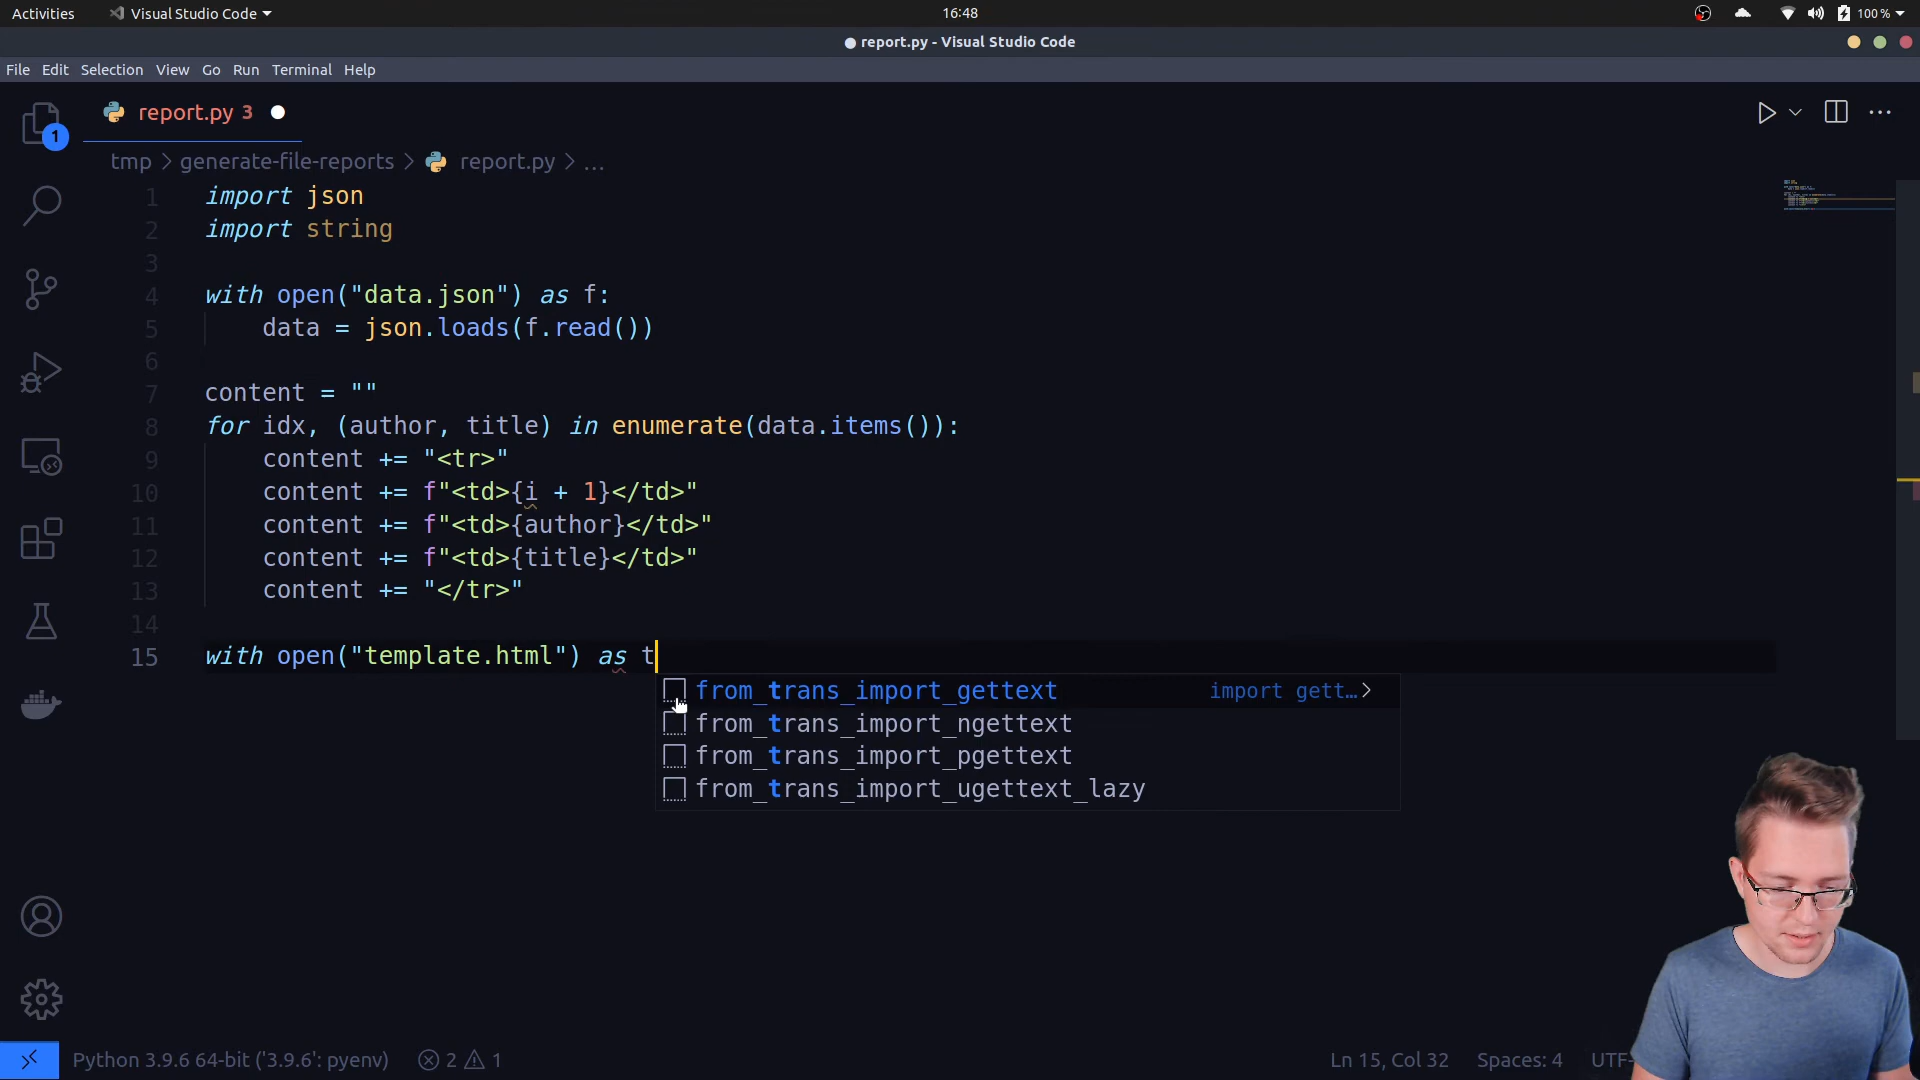 Activities Visual Studio Code 16:48 100 %
report.py - Visual Studio Code
File Edit Selection View Go Run Terminal Help
1 report.py 3
tmp > generate-file-reports > report.py > ...
1 import json
2 import string
3
4 with open("data.json") as f:
5 data = json.loads(f.read())
6
7 content = ""
8 for idx, (author, title) in enumerate(data.items()):
9 content += "<tr>"
10 content += f"<td>{i + 1}</td>"
11 content += f"<td>{author}</td>"
12 content += f"<td>{title}</td>"
13 content += "</tr>"
14
15 with open("template.html") as t
from_trans_import_gettext import gett…>
from_trans_import_ngettext
from_trans_import_pgettext
from_trans_import_ugettext_lazy
Python 3.9.6 64-bit ('3.9.6': pyenv) 2 1 Ln 15, Col 32 Spaces: 4 UTF-